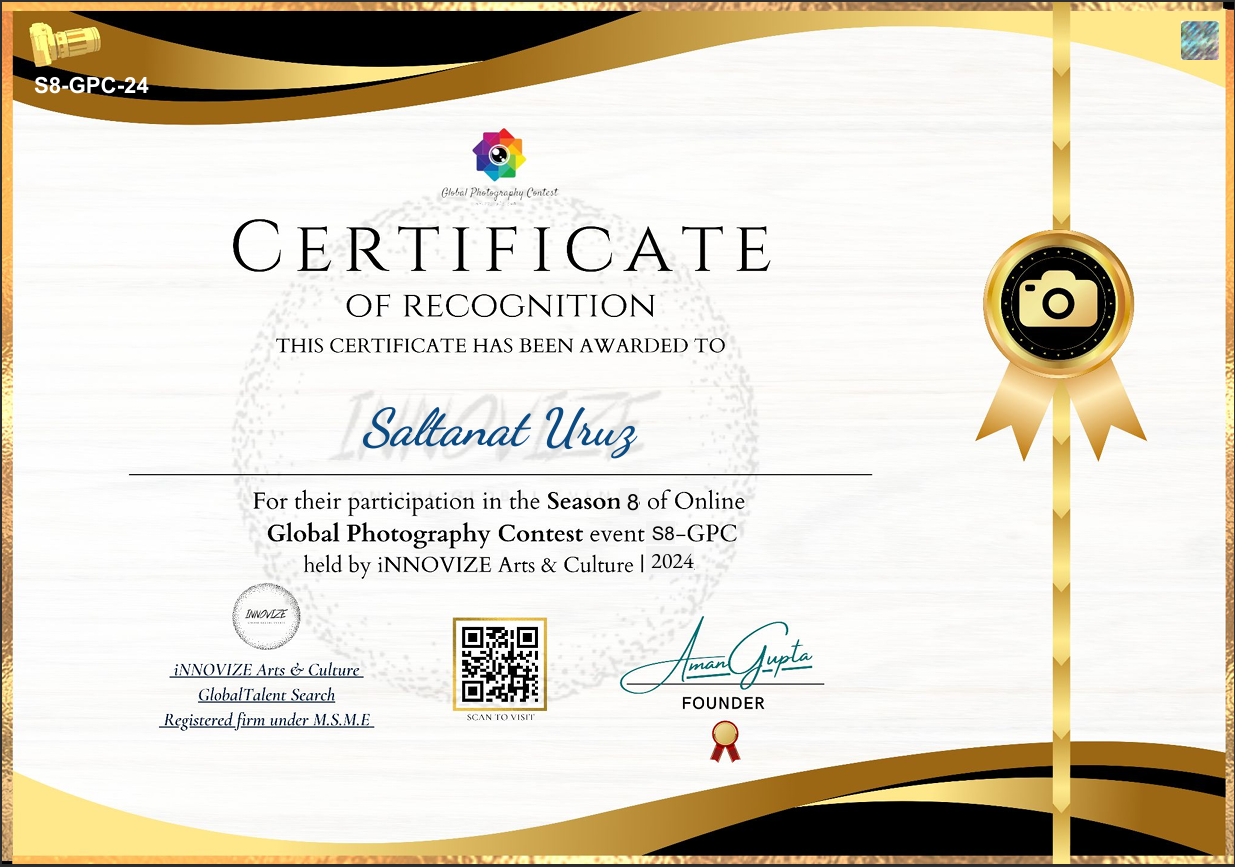 S8-GPC-24
Global Photography Contest
CERTIFICATE
OF RECOGNITION
THIS CERTIFICATE HAS BEEN AWARDED TO
INNOVIZE
Saltanat Uruz
For their participation in the Season 8 of Online
Global Photography Contest event S8-GPC
held by iNNOVIZE Arts & Culture | 2024
INNOVIZE
iNNOVIZE Arts & Culture
GlobalTalent Search
Registered firm under M.S.M.E
SCAN TO VISIT
Aman Gupta
FOUNDER